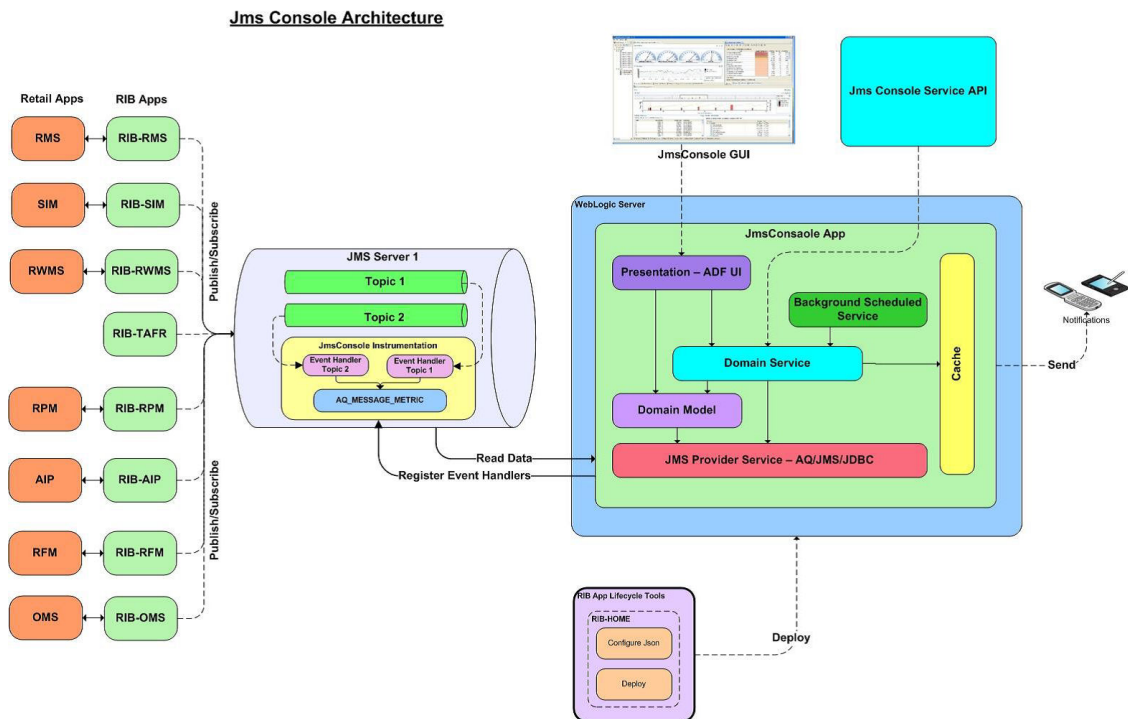 Jms Console Architecture
Retail Apps
RIB Apps
RMS
RIB-RMS
SIM
RIB-SIM
RWMS
RIB-RWMS
RIB-TAFR
RPM
RIB-RPM
AIP
RIB-AIP
RFM
RIB-RFM
OMS
RIB-OMS
Publish/Subscribe
Publish/Subscribe
JMS Server 1
Topic 1
Topic 2
JmsConsole Instrumentation
Event Handler
Topic 2
Event Handler
Topic 1
AQ_MESSAGE_METRIC
Read Data
Register Event Handlers
JmsConsole GUI
Jms Console Service API
WebLogic Server
JmsConsaole App
Presentation – ADF UI
Background Scheduled
Service
Domain Service
Domain Model
JMS Provider Service – AQ/JMS/JDBC
Cache
Notifications
Send
RIB App Lifecycle Tools
RIB-HOME
Configure Json
Deploy
Deploy